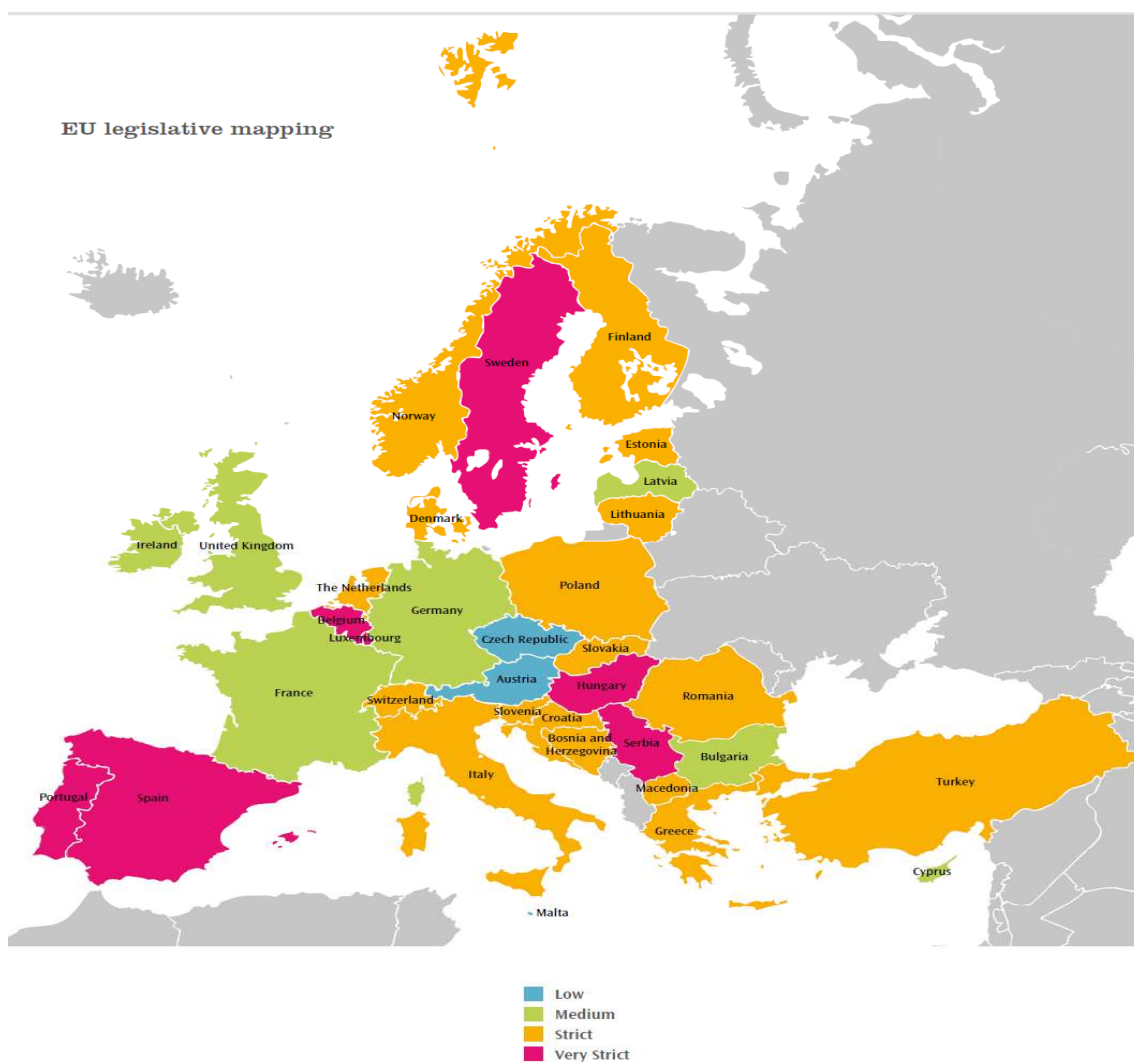 EU legislative mapping
Finland
Sweden
Norway
Estonia
Latvia
Lithuania
Denmark
Ireland
United Kingdom
The Netherlands
Poland
Germany
Belgium
Luxembourg
Czech Republic
Slovakia
Austria
Hungary
France
Switzerland
Romania
Slovenia
Croatia
Bosnia and
Herzegovina
Serbia
Bulgaria
Italy
Turkey
Portugal
Spain
Macedonia
Greece
Cyprus
Malta
Low
Medium
Strict
Very Strict